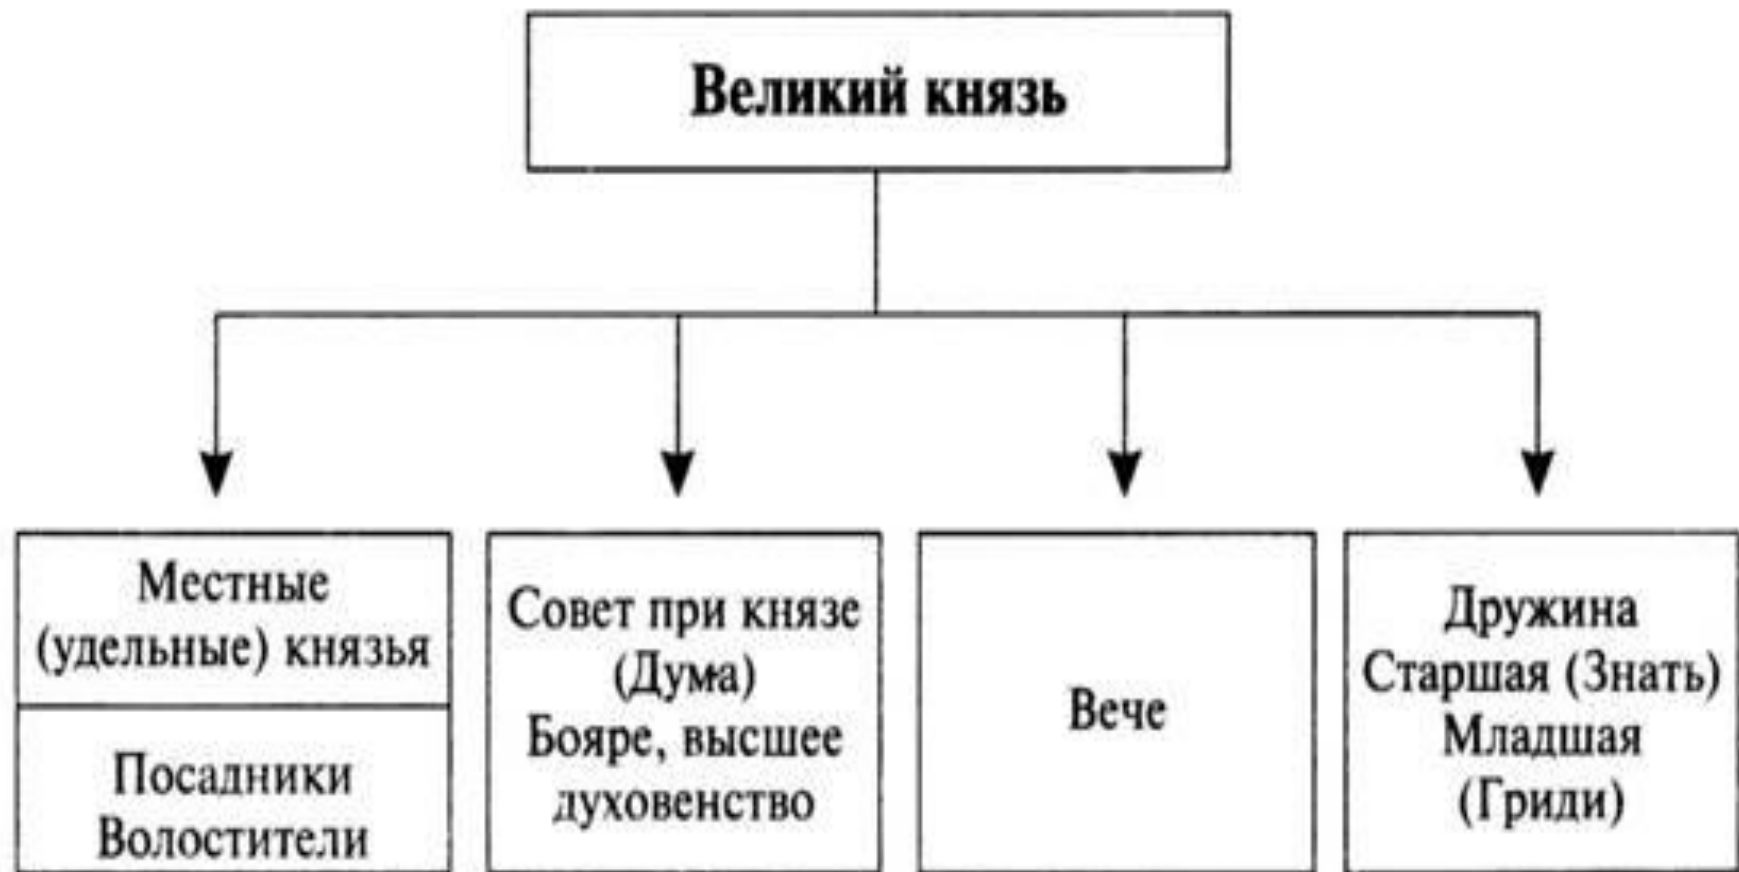 Великий князь
Местные
(удельные) князья
Посадники
Волостители
Совет при князе
(Дума)
Бояре, высшее
духовенство
Вече
Дружина
Старшая (Знать)
Младшая
(Гриди)